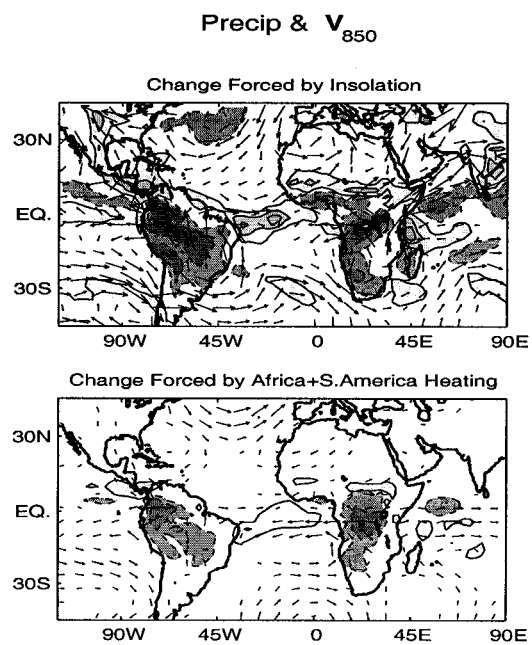 Precip & V850
Change Forced by Insolation
30N
EQ.
30S
90W 45W 0 45E 90E
Change Forced by Africa+S.America Heating
30N
EQ.
30S
90W 45W 0 45E 90E